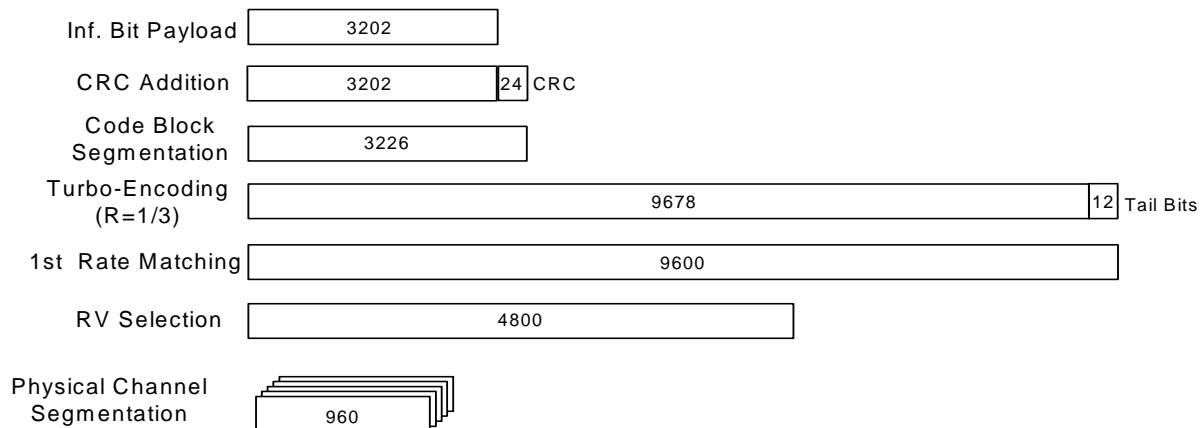 Inf. Bit Payload 3202
CRC Addition 3202 24 CRC
Code Block
Segmentation 3226
Turbo-Encoding
(R=1/3) 9678 12 Tail Bits
1st Rate Matching 9600
RV Selection 4800
Physical Channel
Segmentation 960